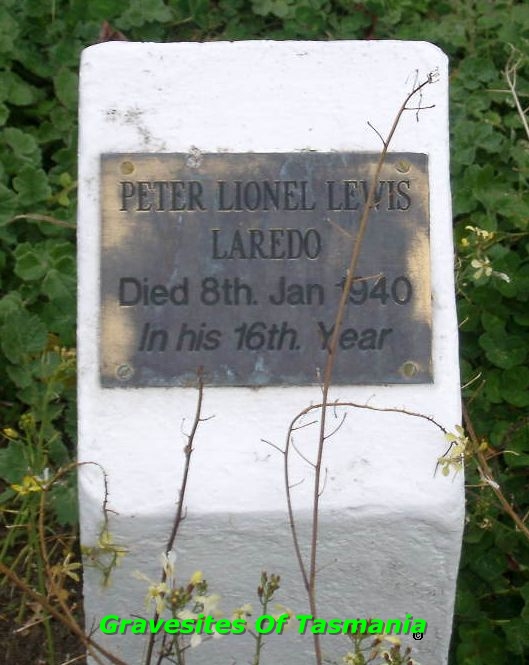 PETER LIONEL LEWIS
LAREDO
Died 8th. Jan 1940
In his 16th. Year
Gravesites Of Tasmania ©